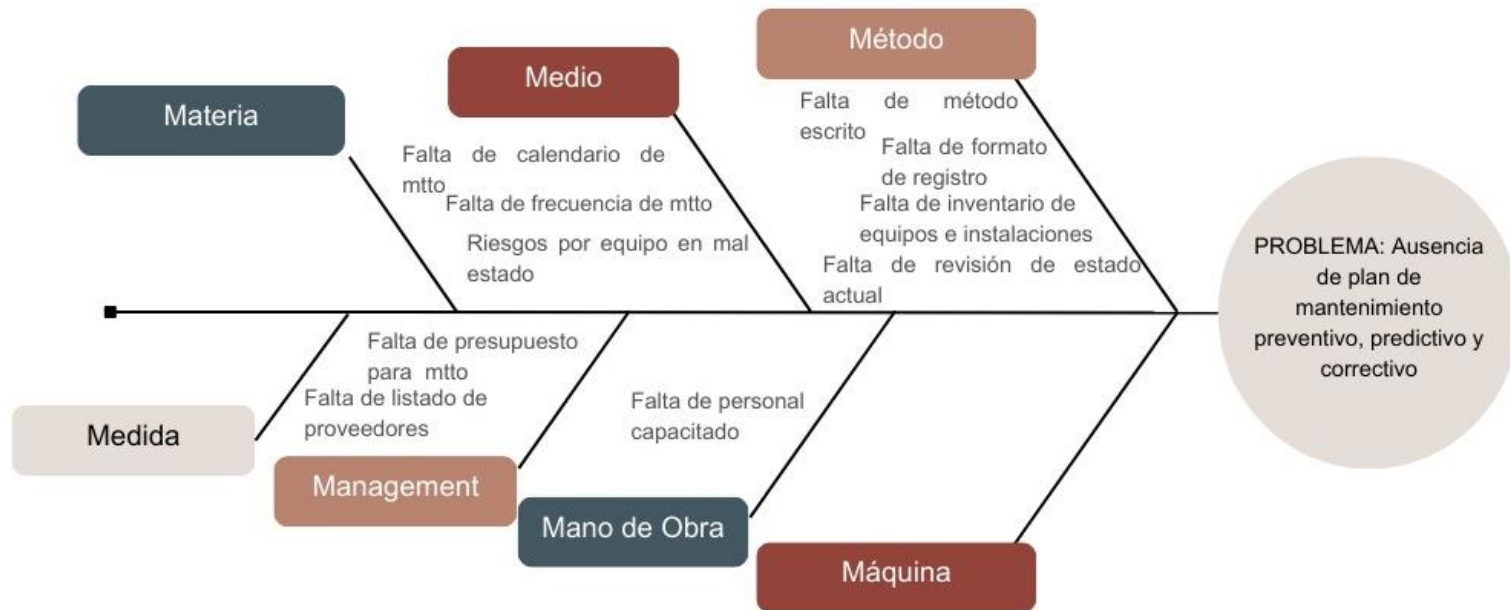 Método
Medio
Materia
Falta de método
escrito
Falta de formato
de registro
Falta de inventario de
equipos e instalaciones
Falta de revisión de estado
actual
Falta de calendario de
mtto
Falta de frecuencia de mtto
Riesgos por equipo en mal
estado
PROBLEMA: Ausencia
de plan de
mantenimiento
preventivo, predictivo y
correctivo
Falta de presupuesto
para mtto
Falta de listado de
proveedores
Falta de personal
capacitado
Medida
Management
Mano de Obra
Máquina